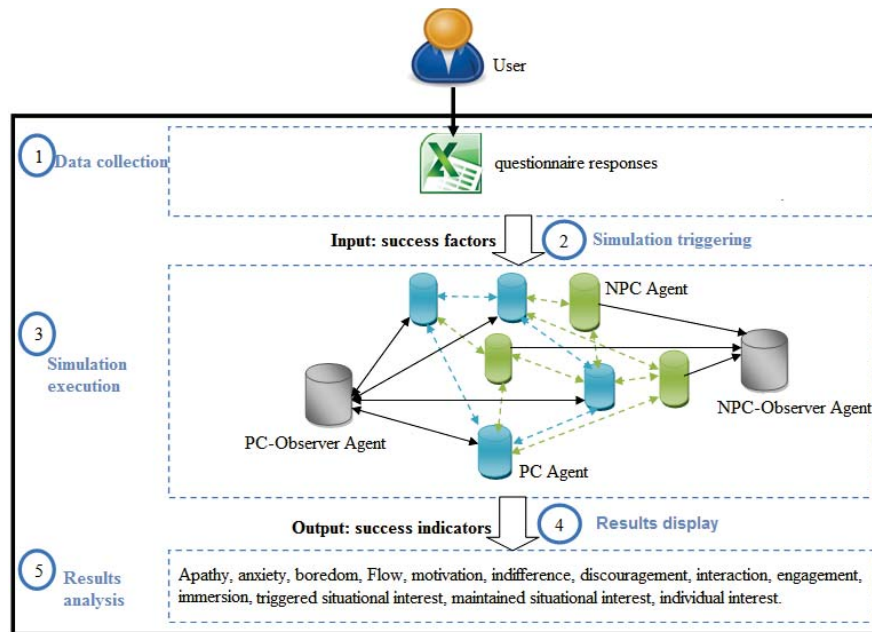 User
1
Data collection
questionnaire responses
Input: success factors
2
Simulation triggering
3
Simulation execution
NPC Agent
NPC-Observer Agent
PC-Observer Agent
PC Agent
Output: success indicators
4
Results display
5
Results analysis
Apathy, anxiety, boredom, Flow, motivation, indifference, discouragement, interaction, engagement,
immersion, triggered situational interest, maintained situational interest, individual interest.